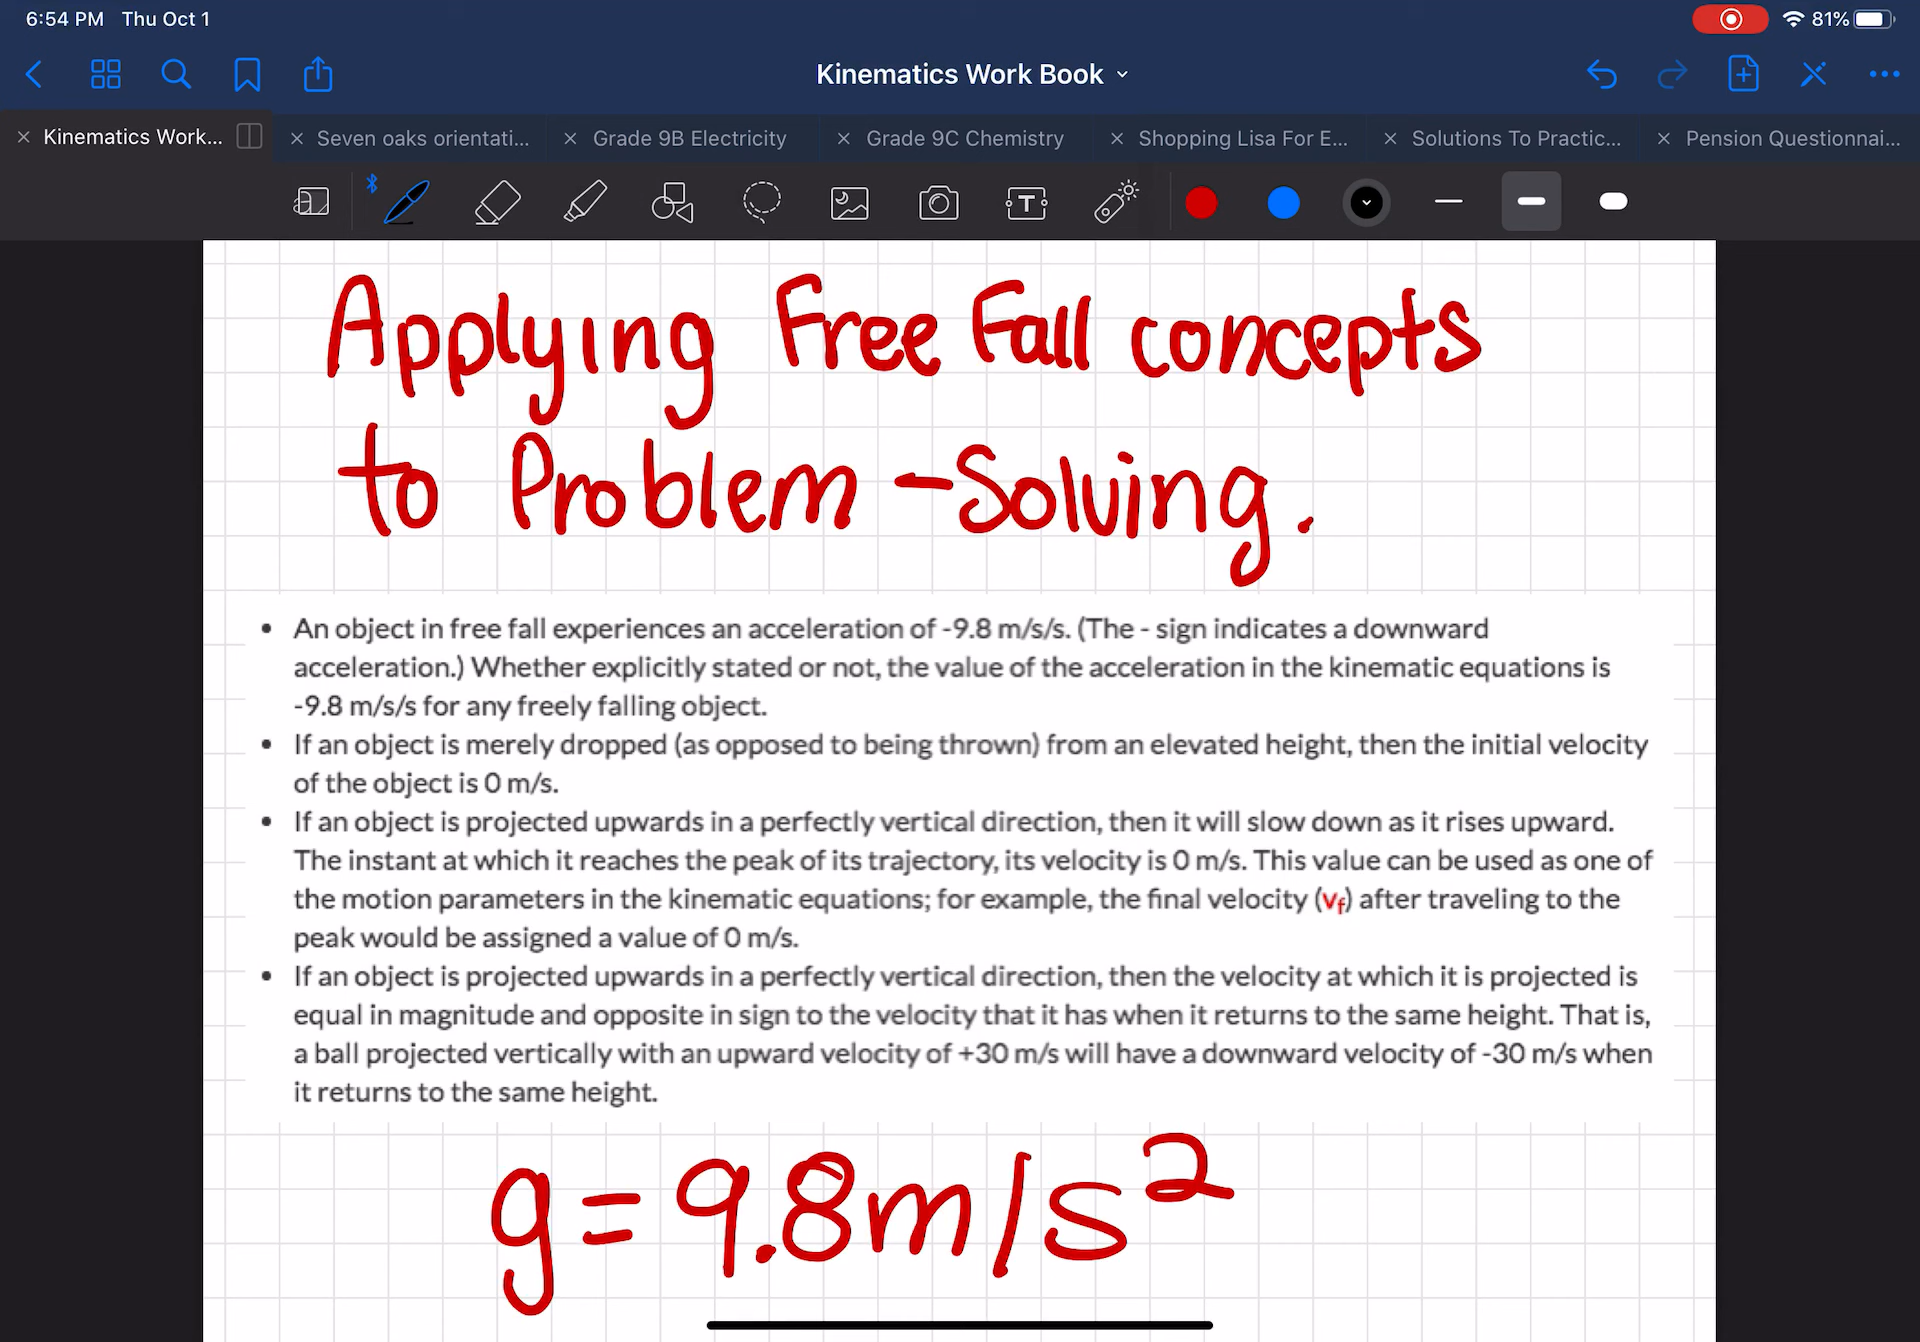 6:54 PM Thu Oct 1
81%
Kinematics Work Book
Kinematics Work...
Seven oaks orientati...
Grade 9B Electricity
Grade 9C Chemistry
Shopping Lisa For E...
Solutions To Practic...
Pension Questionnai...
Applying Free Fall concepts
to Problem-Solving.
• An object in free fall experiences an acceleration of -9.8 m/s/s. (The - sign indicates a downward
acceleration.) Whether explicitly stated or not, the value of the acceleration in the kinematic equations is
-9.8 m/s/s for any freely falling object.
• If an object is merely dropped (as opposed to being thrown) from an elevated height, then the initial velocity
of the object is 0 m/s.
• If an object is projected upwards in a perfectly vertical direction, then it will slow down as it rises upward.
The instant at which it reaches the peak of its trajectory, its velocity is 0 m/s. This value can be used as one of
the motion parameters in the kinematic equations; for example, the final velocity (vf) after traveling to the
peak would be assigned a value of 0 m/s.
• If an object is projected upwards in a perfectly vertical direction, then the velocity at which it is projected is
equal in magnitude and opposite in sign to the velocity that it has when it returns to the same height. That is,
a ball projected vertically with an upward velocity of +30 m/s will have a downward velocity of -30 m/s when
it returns to the same height.
g=9.8m/s²